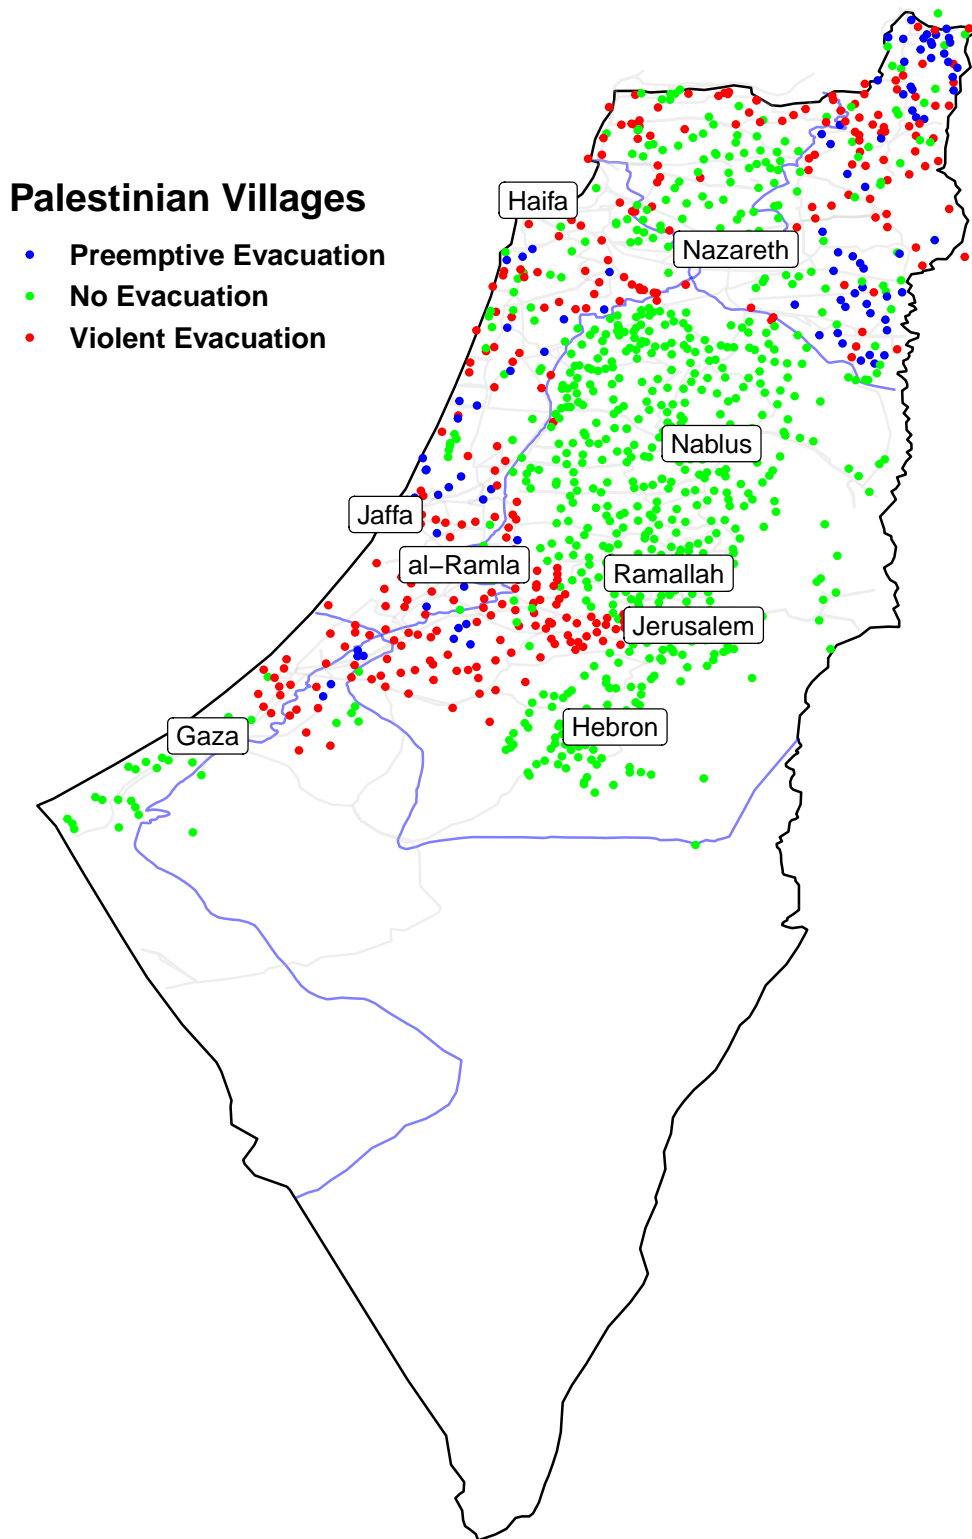 Palestinian Villages
Preemptive Evacuation
No Evacuation
Violent Evacuation
Haifa
Nazareth
Nablus
Jaffa
al−Ramla
Ramallah
Jerusalem
Hebron
Gaza